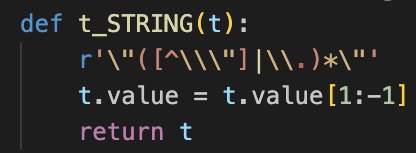 def t_STRING(t):
    r'\"([^\\\"]|\\.)*\"'
    t.value = t.value[1:-1]
    return t